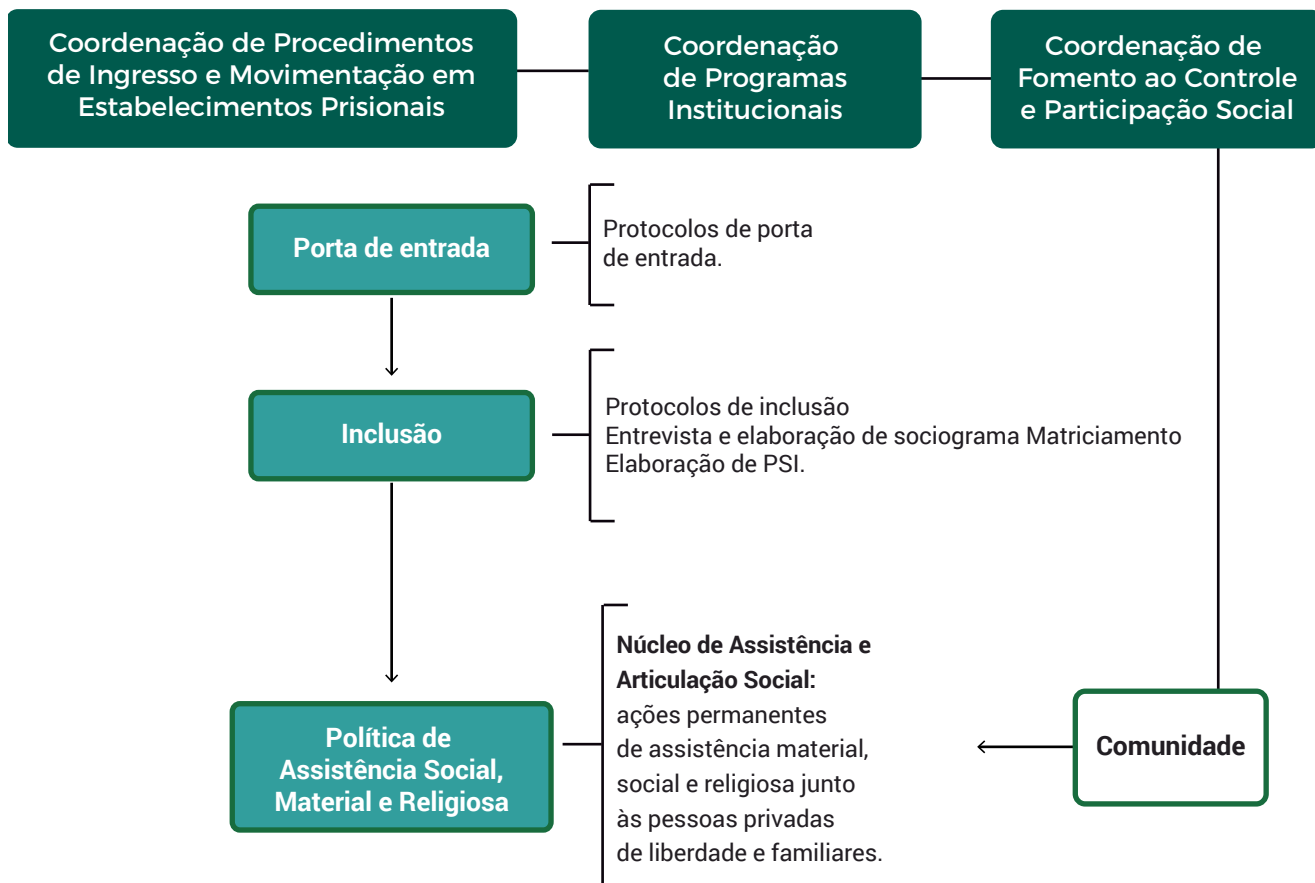 Coordenação de Procedimentos
de Ingresso e Movimentação em
Estabelecimentos Prisionais
Coordenação
de Programas
Institucionais
Coordenação de
Fomento ao Controle
e Participação Social
Porta de entrada
Protocolos de porta
de entrada.
Inclusão
Protocolos de inclusão
Entrevista e elaboração de sociograma Matriciamento
Elaboração de PSI.
Política de
Assistência Social,
Material e Religiosa
Núcleo de Assistência e
Articulação Social:
ações permanentes
de assistência material,
social e religiosa junto
às pessoas privadas
de liberdade e familiares.
Comunidade